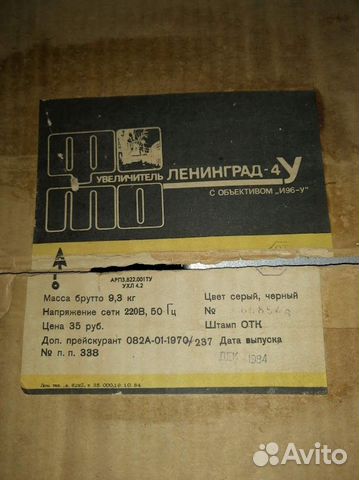 ФОТО
УВЕЛИЧИТЕЛЬ ЛЕНИНГРАД-4У
С ОБЪЕКТИВОМ „И96-У"
АРП3.822.001ТУ
УХЛ 4.2
Масса брутто 9,3 кг
Цвет серый, черный
Напряжение сети 220В, 50 Гц
№
Цена 35 руб.
Штамп ОТК
Доп. прейскурант 082А-01-1970/237
Дата выпуска
№ п. п. 338
ДЕК 1984
Avito